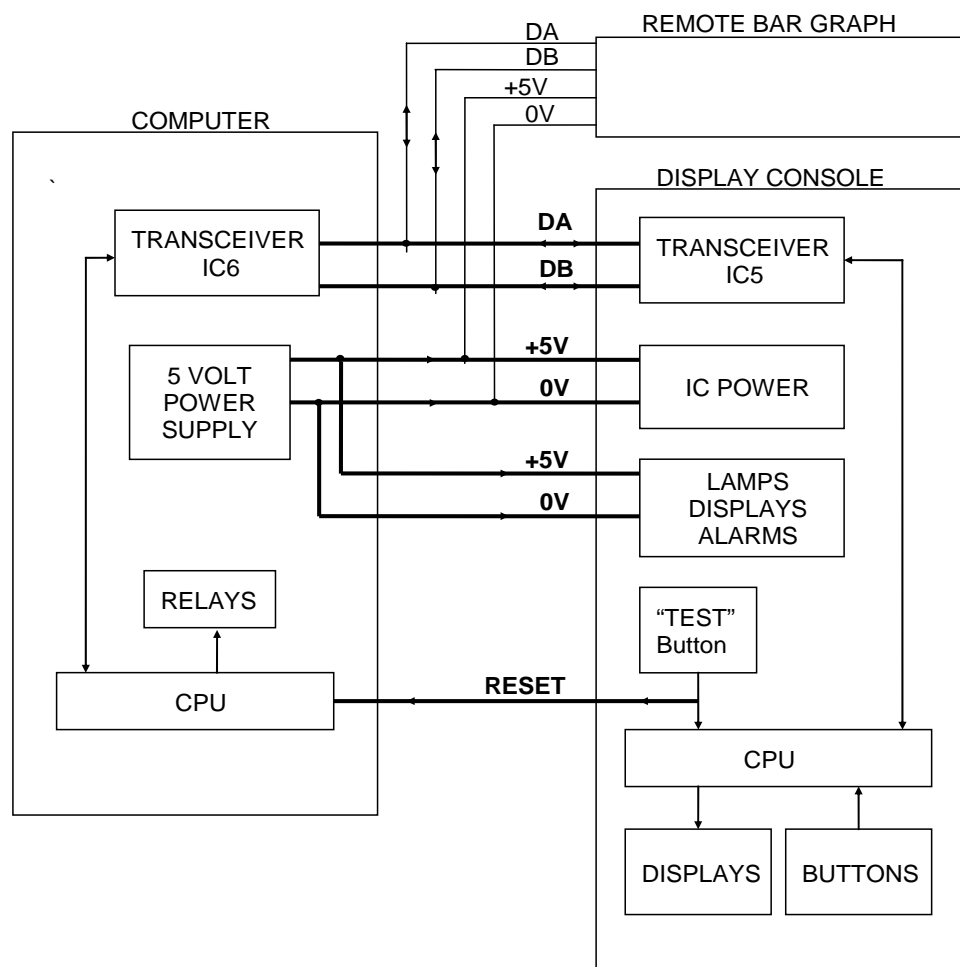 REMOTE BAR GRAPH
DA
DB
+5V
0V
COMPUTER
`
DISPLAY CONSOLE
TRANSCEIVER
IC6
DA
DB
TRANSCEIVER
IC5
5 VOLT
POWER
SUPPLY
+5V
0V
IC POWER
+5V
0V
LAMPS
DISPLAYS
ALARMS
RELAYS
“TEST”
Button
CPU
RESET
CPU
DISPLAYS
BUTTONS